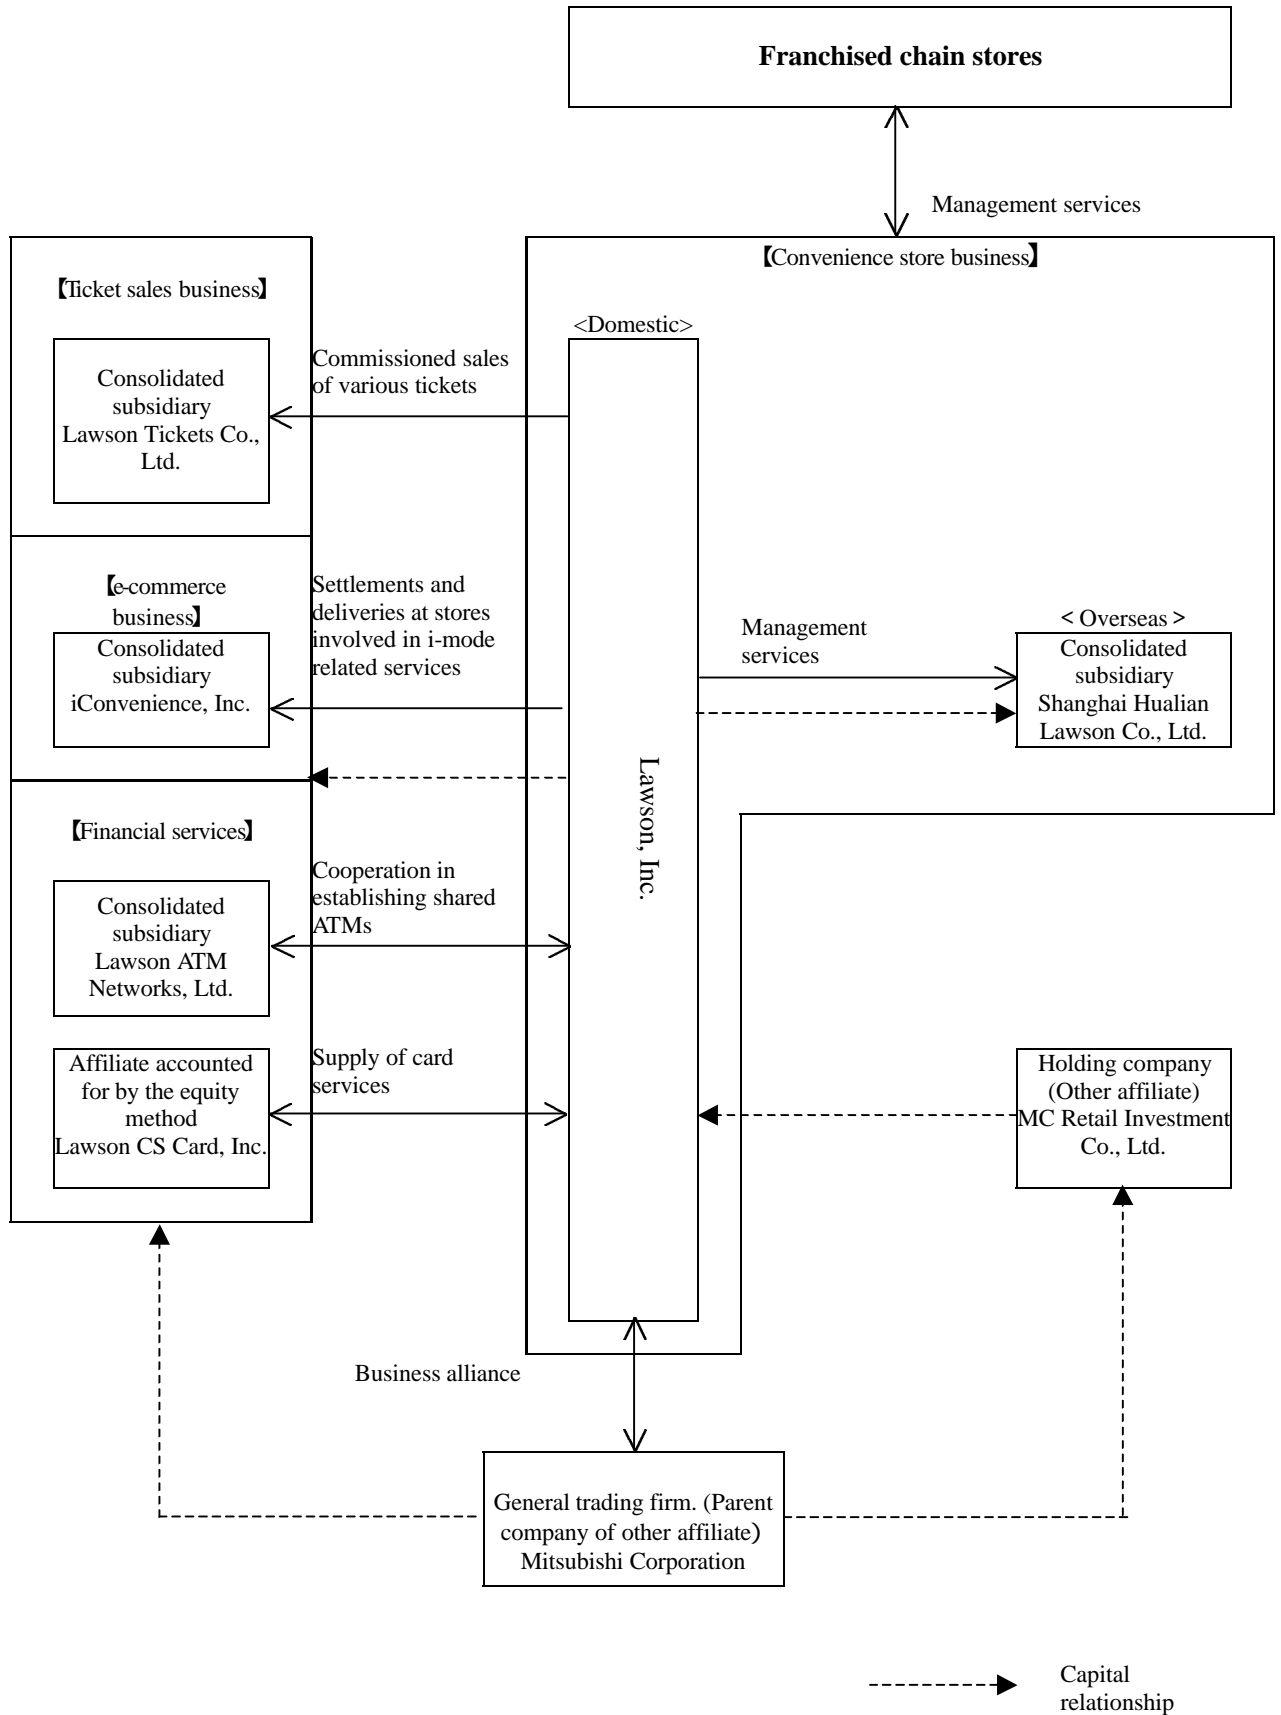 Franchised chain stores
Management services
【Convenience store business】
【Ticket sales business】
<Domestic>
Consolidated
subsidiary
Lawson Tickets Co.,
Ltd.
Commissioned sales
of various tickets
【e-commerce
business】
Consolidated
subsidiary
iConvenience, Inc.
Settlements and
deliveries at stores
involved in i-mode
related services
Management
services
< Overseas >
Consolidated
subsidiary
Shanghai Hualian
Lawson Co., Ltd.
Lawson, Inc.
【Financial services】
Consolidated
subsidiary
Lawson ATM
Networks, Ltd.
Cooperation in
establishing shared
ATMs
Affiliate accounted
for by the equity
method
Lawson CS Card, Inc.
Supply of card
services
Holding company
(Other affiliate)
MC Retail Investment
Co., Ltd.
Business alliance
General trading firm. (Parent
company of other affiliate)
Mitsubishi Corporation
Capital
relationship